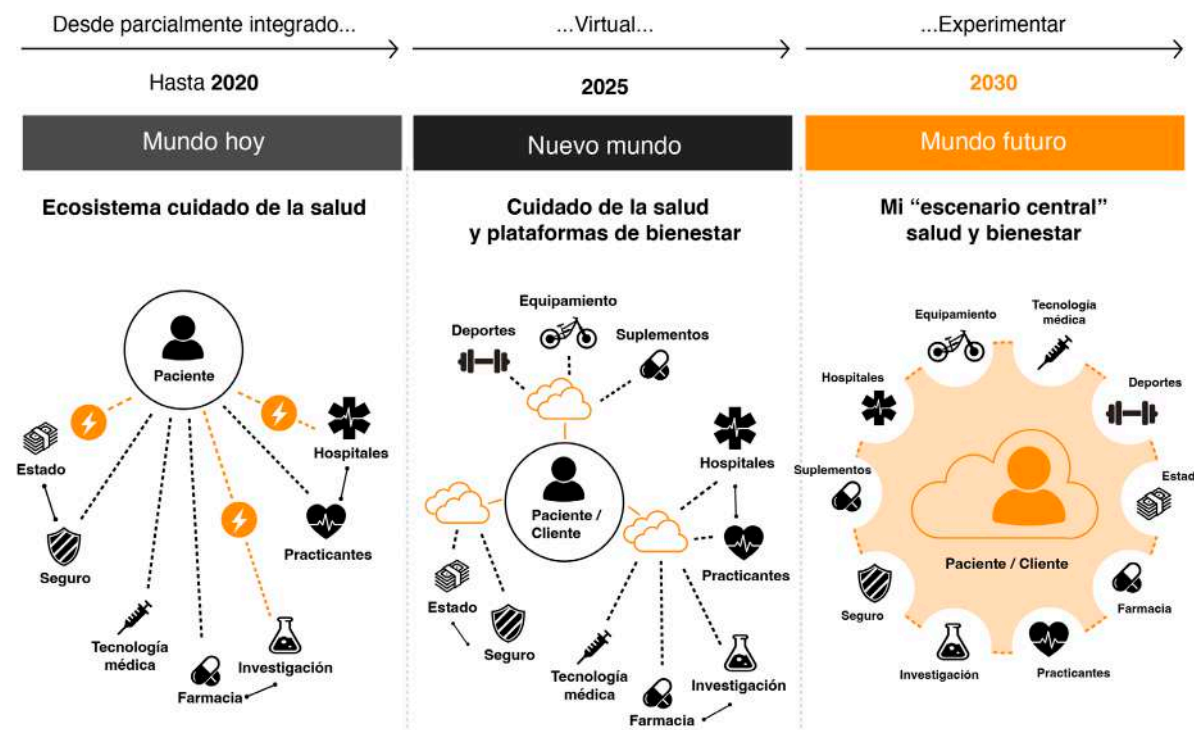 Desde parcialmente integrado...
Hasta 2020
Mundo hoy
Ecosistema cuidado de la salud
Paciente
Estado
Seguro
Tecnología
médica
Farmacia
Investigación
Practicantes
Hospitales
...Virtual...
2025
Nuevo mundo
Cuidado de la salud
y plataformas de bienestar
Equipamiento
Deportes
Suplementos
Hospitales
Paciente /
Cliente
Practicantes
Estado
Seguro
Tecnología
médica
Investigación
Farmacia
...Experimentar
2030
Mundo futuro
Mi “escenario central”
salud y bienestar
Tecnología
médica
Equipamiento
Hospitales
Deportes
Suplementos
Estad
Paciente / Cliente
Seguro
Farmacia
Investigación
Practicantes